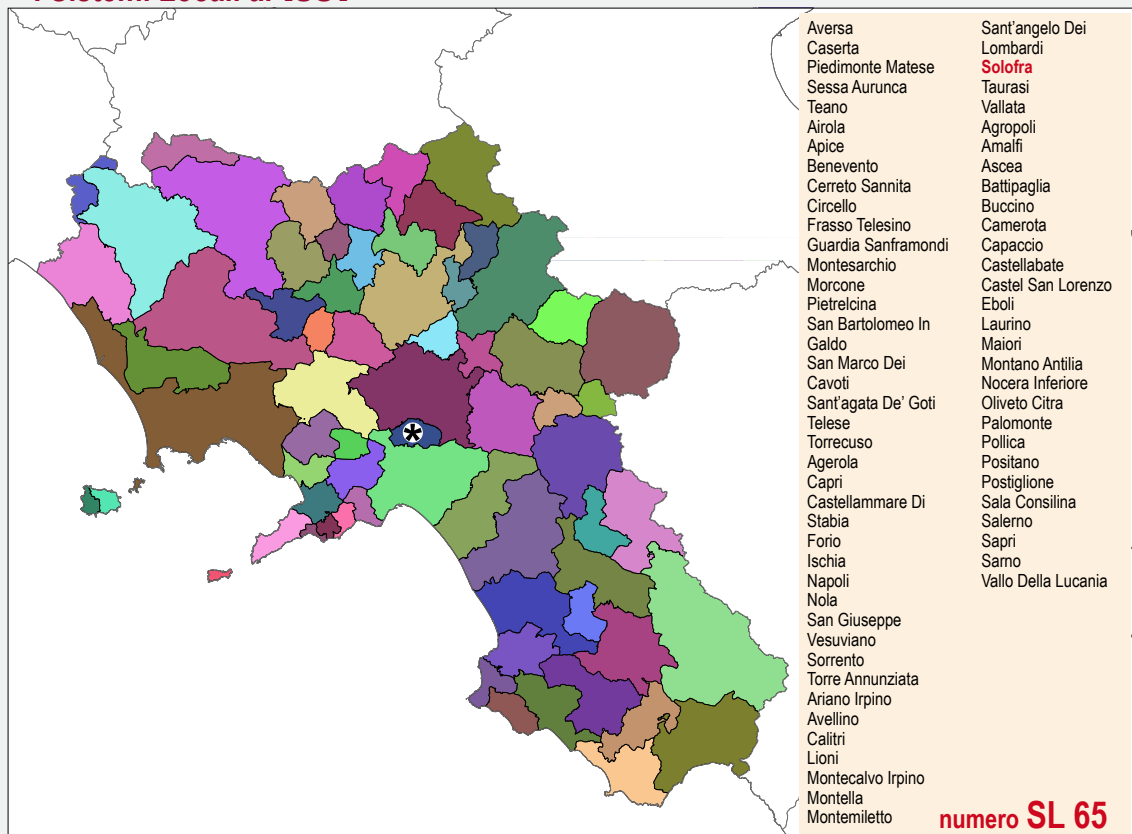 Aversa
Caserta
Piedimonte Matese
Sessa Aurunca
Teano
Airola
Apice
Benevento
Cerreto Sannita
Circello
Frasso Telesino
Guardia Sanframondi
Montesarchio
Morcone
Pietrelcina
San Bartolomeo In
Galdo
San Marco Dei
Cavoti
Sant'agata De' Goti
Telese
Torrecuso
Agerola
Capri
Castellammare Di
Stabia
Forio
Ischia
Napoli
Nola
San Giuseppe
Vesuviano
Sorrento
Torre Annunziata
Ariano Irpino
Avellino
Calitri
Lioni
Montecalvo Irpino
Montella
Montemiletto
Sant'angelo Dei
Lombardi
Solofra
Taurasi
Vallata
Agropoli
Amalfi
Ascea
Battipaglia
Buccino
Camerota
Capaccio
Castellabate
Castel San Lorenzo
Eboli
Laurino
Maiori
Montano Antilia
Nocera Inferiore
Oliveto Citra
Palomonte
Pollica
Positano
Postiglione
Sala Consilina
Salerno
Sapri
Sarno
Vallo Della Lucania
numero SL 65